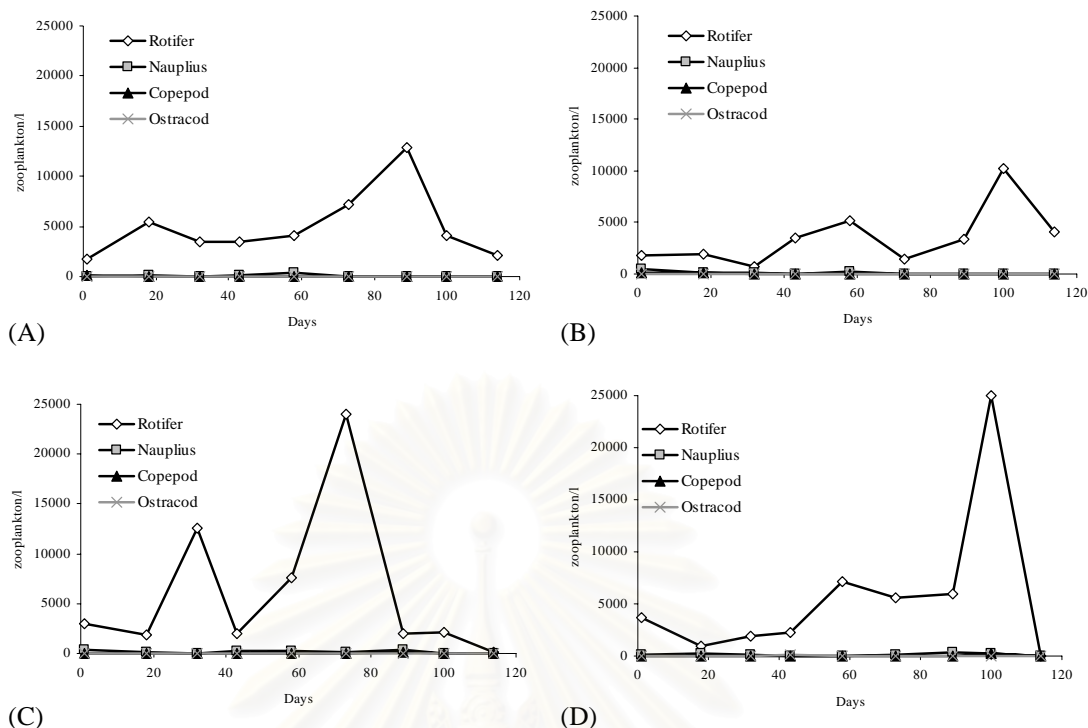 25000
20000
15000
10000
5000
0
zooplankton/l
Rotifer
Nauplius
Copepod
Ostracod
0 20 40 60 80 100 120
Days
(A)
25000
20000
15000
10000
5000
0
zooplankton/l
Rotifer
Nauplius
Copepod
Ostracod
0 20 40 60 80 100 120
Days
(B)
25000
20000
15000
10000
5000
0
zooplankton/l
Rotifer
Nauplius
Copepod
Ostracod
0 20 40 60 80 100 120
Days
(C)
25000
20000
15000
10000
5000
0
zooplankton/l
Rotifer
Nauplius
Copepod
Ostracod
0 20 40 60 80 100 120
Days
(D)